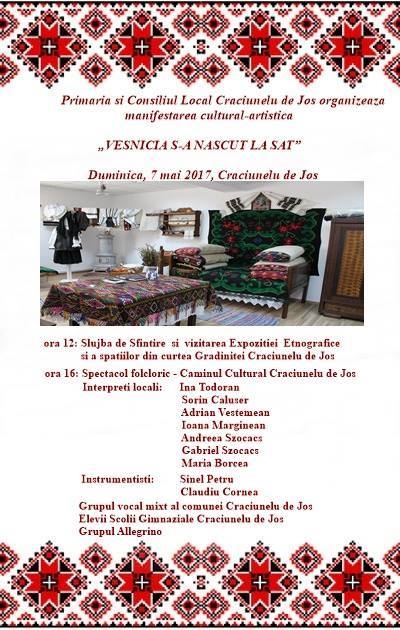 Primaria si Consiliul Local Craciunelu de Jos organizeaza
manifestarea cultural-artistica
„VESNICIA S-A NASCUT LA SAT”
Duminica, 7 mai 2017, Craciunelu de Jos
ora 12: Slujba de Sfintire si vizitarea Expozitiei Etnografice
si a spatiilor din curtea Gradinitei Craciunelu de Jos
ora 16: Spectacol folcloric - Caminul Cultural Craciunelu de Jos
Interpreti locali: Ina Todoran
Sorin Caluser
Adrian Vestemean
Ioana Marginean
Andreea Szocacs
Gabriel Szocacs
Maria Borcea
Instrumentisti: Sinel Petru
Claudiu Cornea
Grupul vocal mixt al comunei Craciunelu de Jos
Elevii Scolii Gimnaziale Craciunelu de Jos
Grupul Allegrino